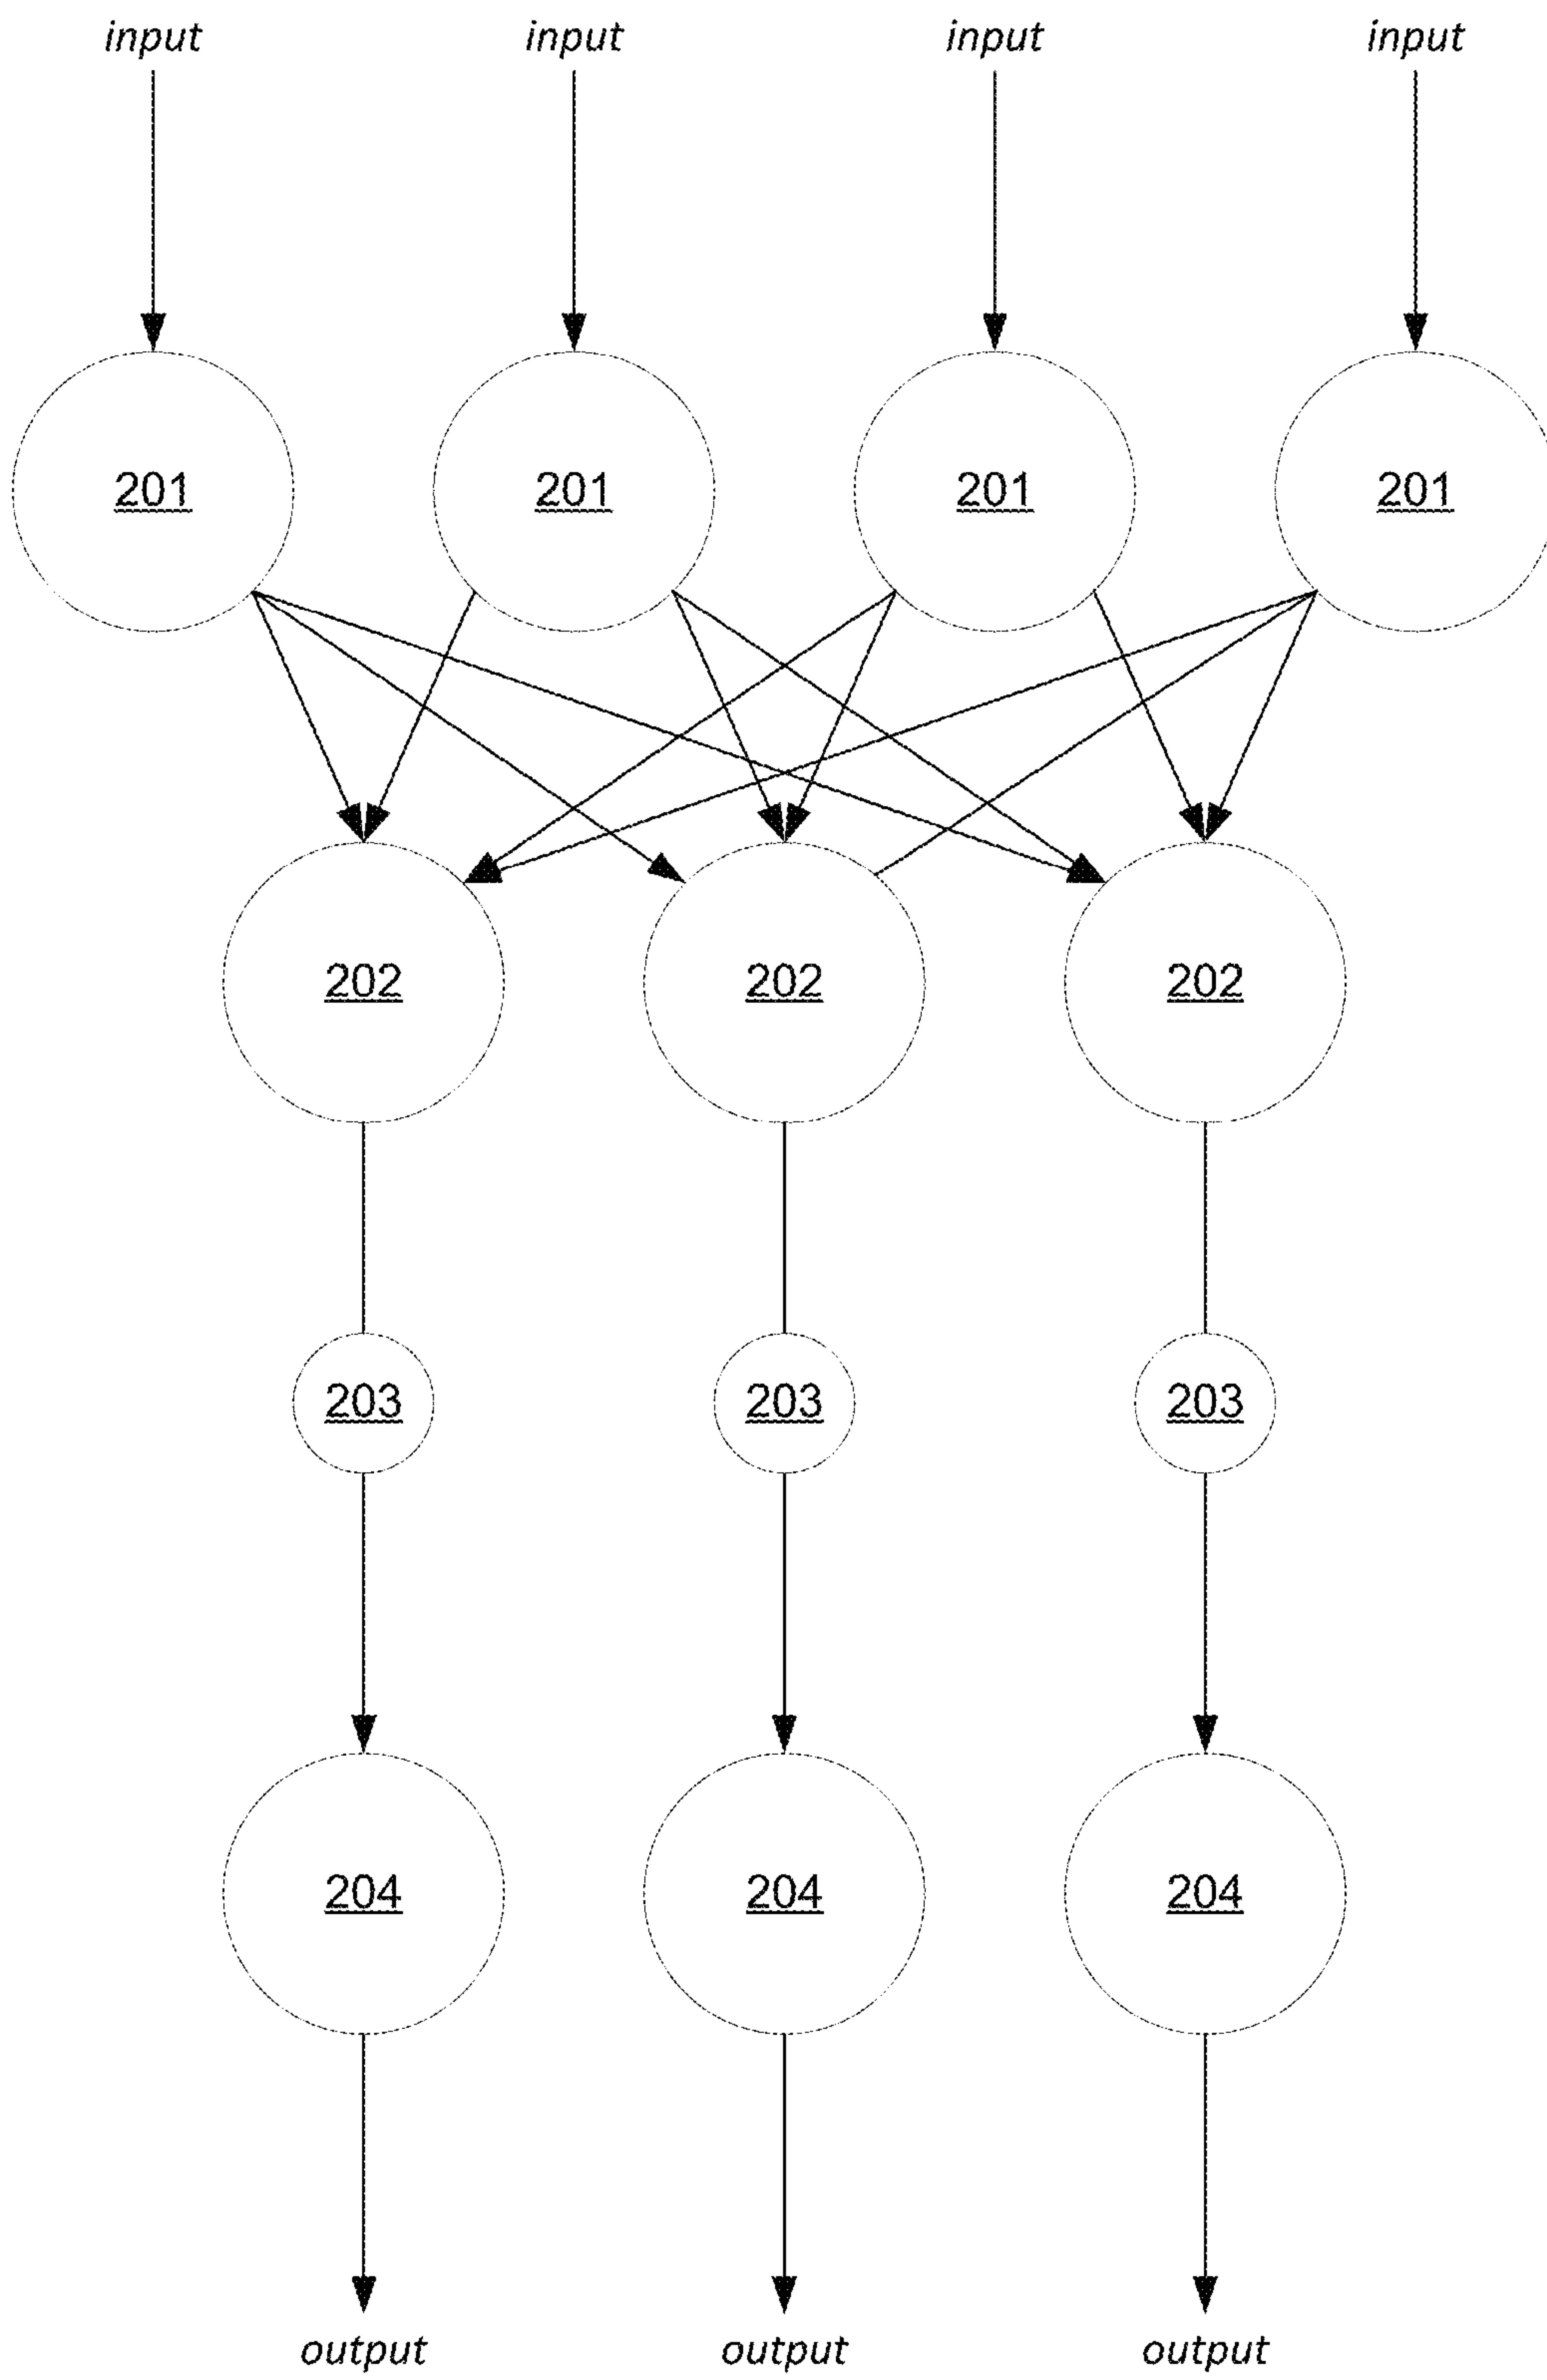 input input input input
201 201 201 201
202 202 202
203 203 203
204 204 204
output output output